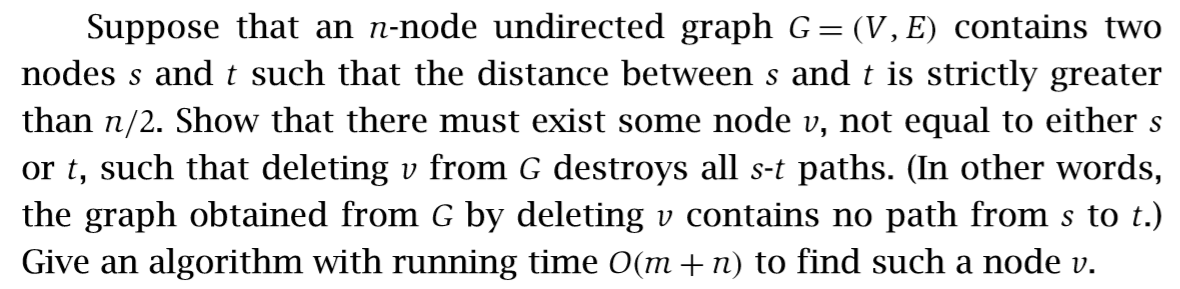 Suppose that an n-node undirected graph G = (V, E) contains two
nodes s and t such that the distance between s and t is strictly greater
than n/2. Show that there must exist some node v, not equal to either s
or t, such that deleting v from G destroys all s-t paths. (In other words,
the graph obtained from G by deleting v contains no path from s to t.)
Give an algorithm with running time O(m + n) to find such a node v.